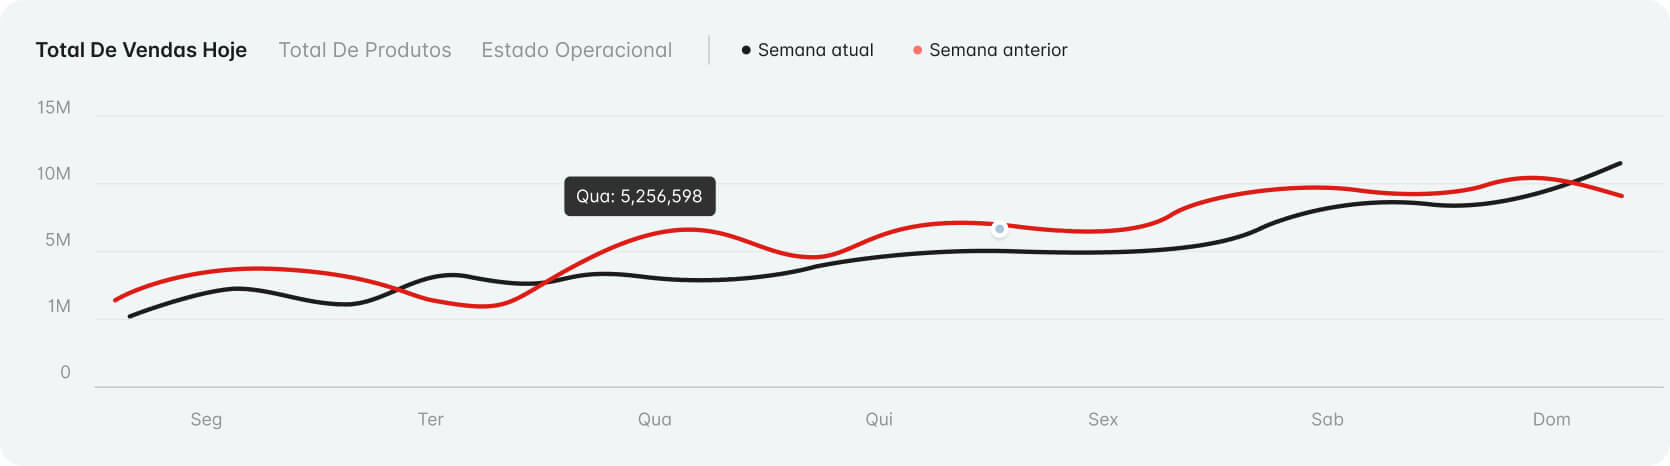 Total De Vendas Hoje Total De Produtos Estado Operacional Semana atual Semana anterior
15M
10M
Qua: 5,256,598
5M
1M
0
Seg Ter Qua Qui Sex Sab Dom